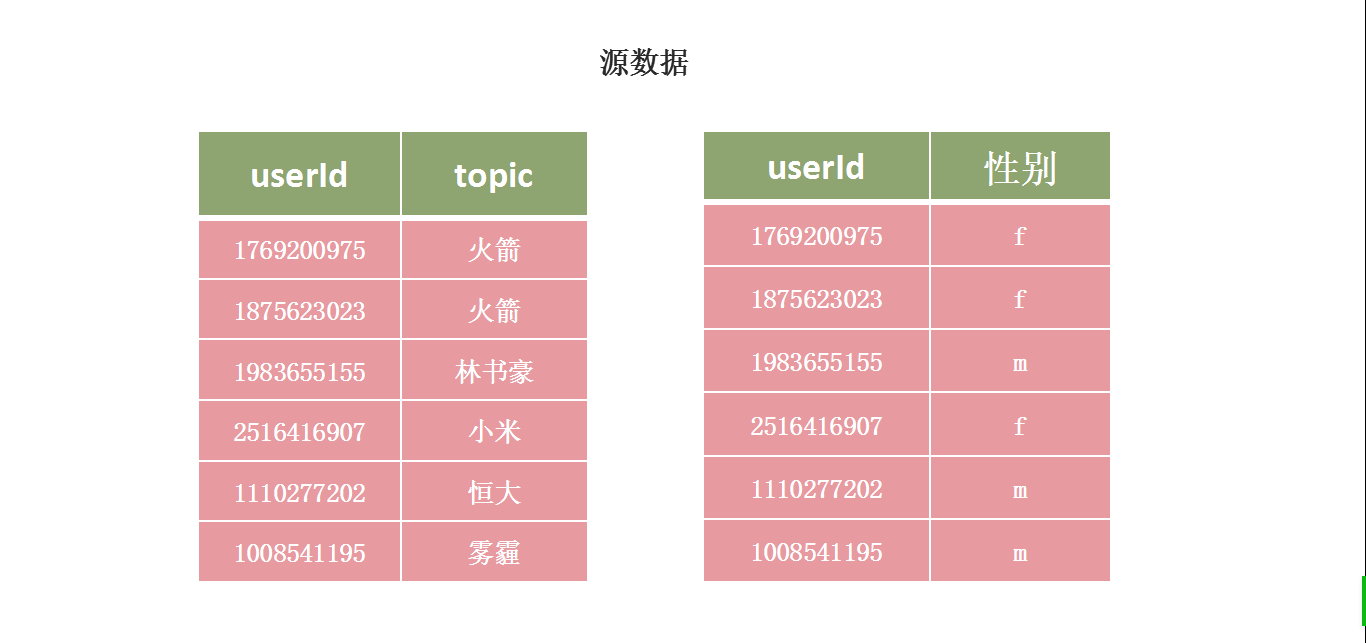 源数据
userId topic
1769200975 火箭
1875623023 火箭
1983655155 林书豪
2516416907 小米
1110277202 恒大
1008541195 雾霾
userId 性别
1769200975 f
1875623023 f
1983655155 m
2516416907 f
1110277202 m
1008541195 m